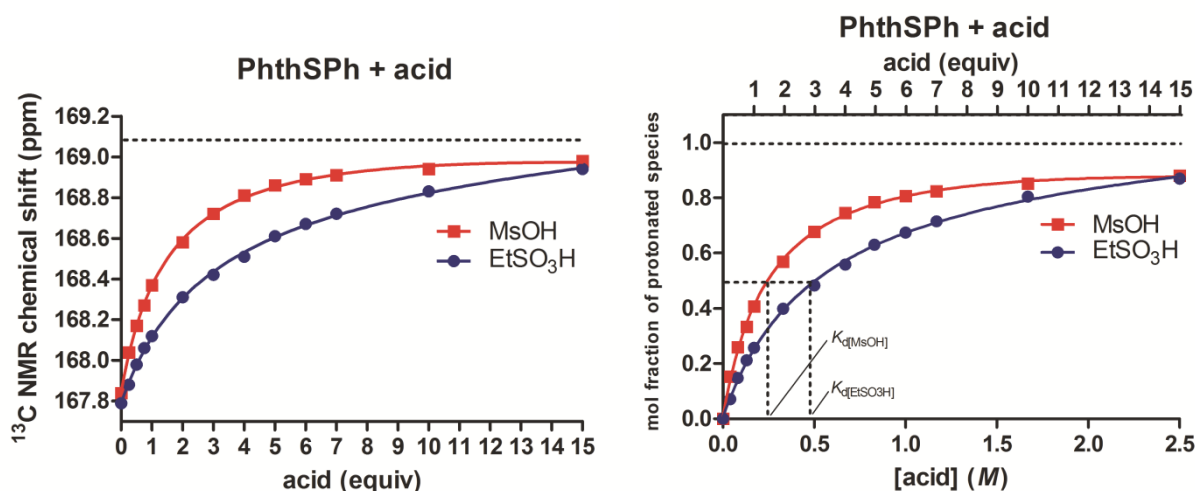 PhthSPh + acid
¹³C NMR chemical shift (ppm)
169.2
169.0
168.8
168.6
168.4
168.2
168.0
167.8
MsOH
EtSO₃H
0 1 2 3 4 5 6 7 8 9 10 11 12 13 14 15
acid (equiv)
PhthSPh + acid
acid (equiv)
1 2 3 4 5 6 7 8 9 10 11 12 13 14 15
mol fraction of protonated species
1.0
0.8
0.6
0.4
0.2
0.0
MsOH
EtSO₃H
Kd[MsOH]
Kd[EtSO3H]
0.0 0.5 1.0 1.5 2.0 2.5
[acid] (M)